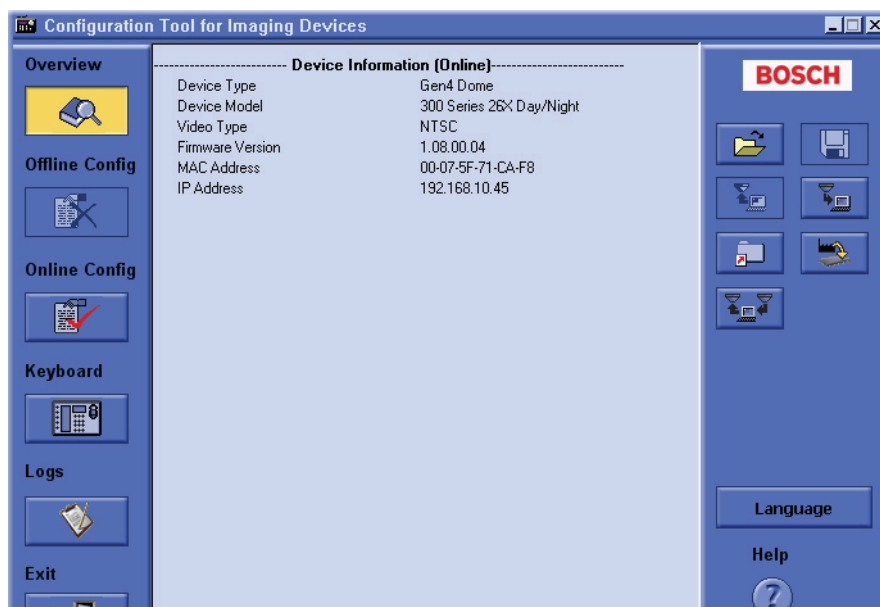 Configuration Tool for Imaging Devices
Overview
Offline Config
Online Config
Keyboard
Logs
Exit
-------------------------- Device Information (Online)--------------------------
Device Type Gen4 Dome
Device Model 300 Series 26X Day/Night
Video Type NTSC
Firmware Version 1.08.00.04
MAC Address 00-07-5F-71-CA-F8
IP Address 192.168.10.45
BOSCH
Language
Help
?